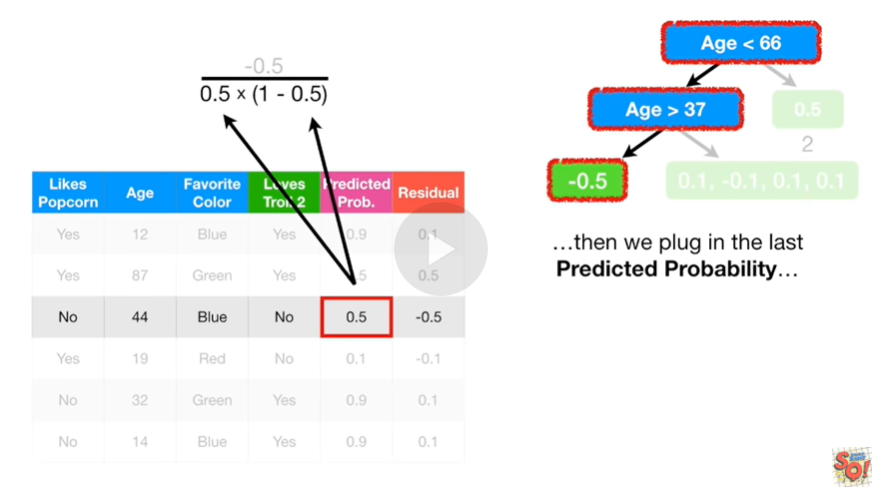 -0.5
0.5 × (1 - 0.5)
Age < 66
Age > 37
0.5
2
-0.5
0.1, -0.1, 0.1, 0.1
...then we plug in the last
Predicted Probability...
Likes Popcorn Age Favorite Color Loves Troll 2 Predicted Prob. Residual
Yes 12 Blue Yes 0.9 0.1
Yes 87 Green Yes 0.5 0.5
No 44 Blue No 0.5 -0.5
Yes 19 Red No 0.1 -0.1
No 32 Green Yes 0.9 0.1
No 14 Blue Yes 0.9 0.1
SQ!